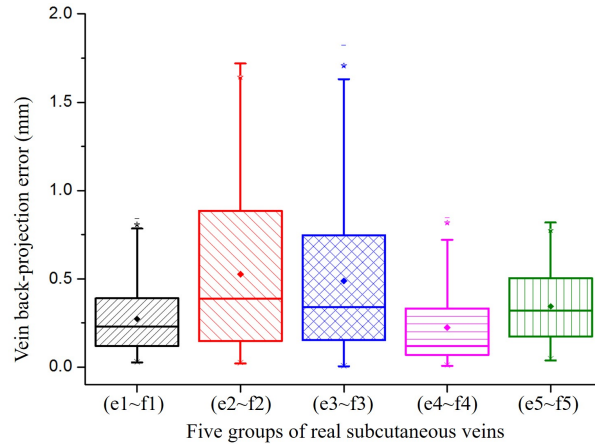 Vein back-projection error (mm)
2.0
1.5
1.0
0.5
0.0
(e1~f1) (e2~f2) (e3~f3) (e4~f4) (e5~f5)
Five groups of real subcutaneous veins